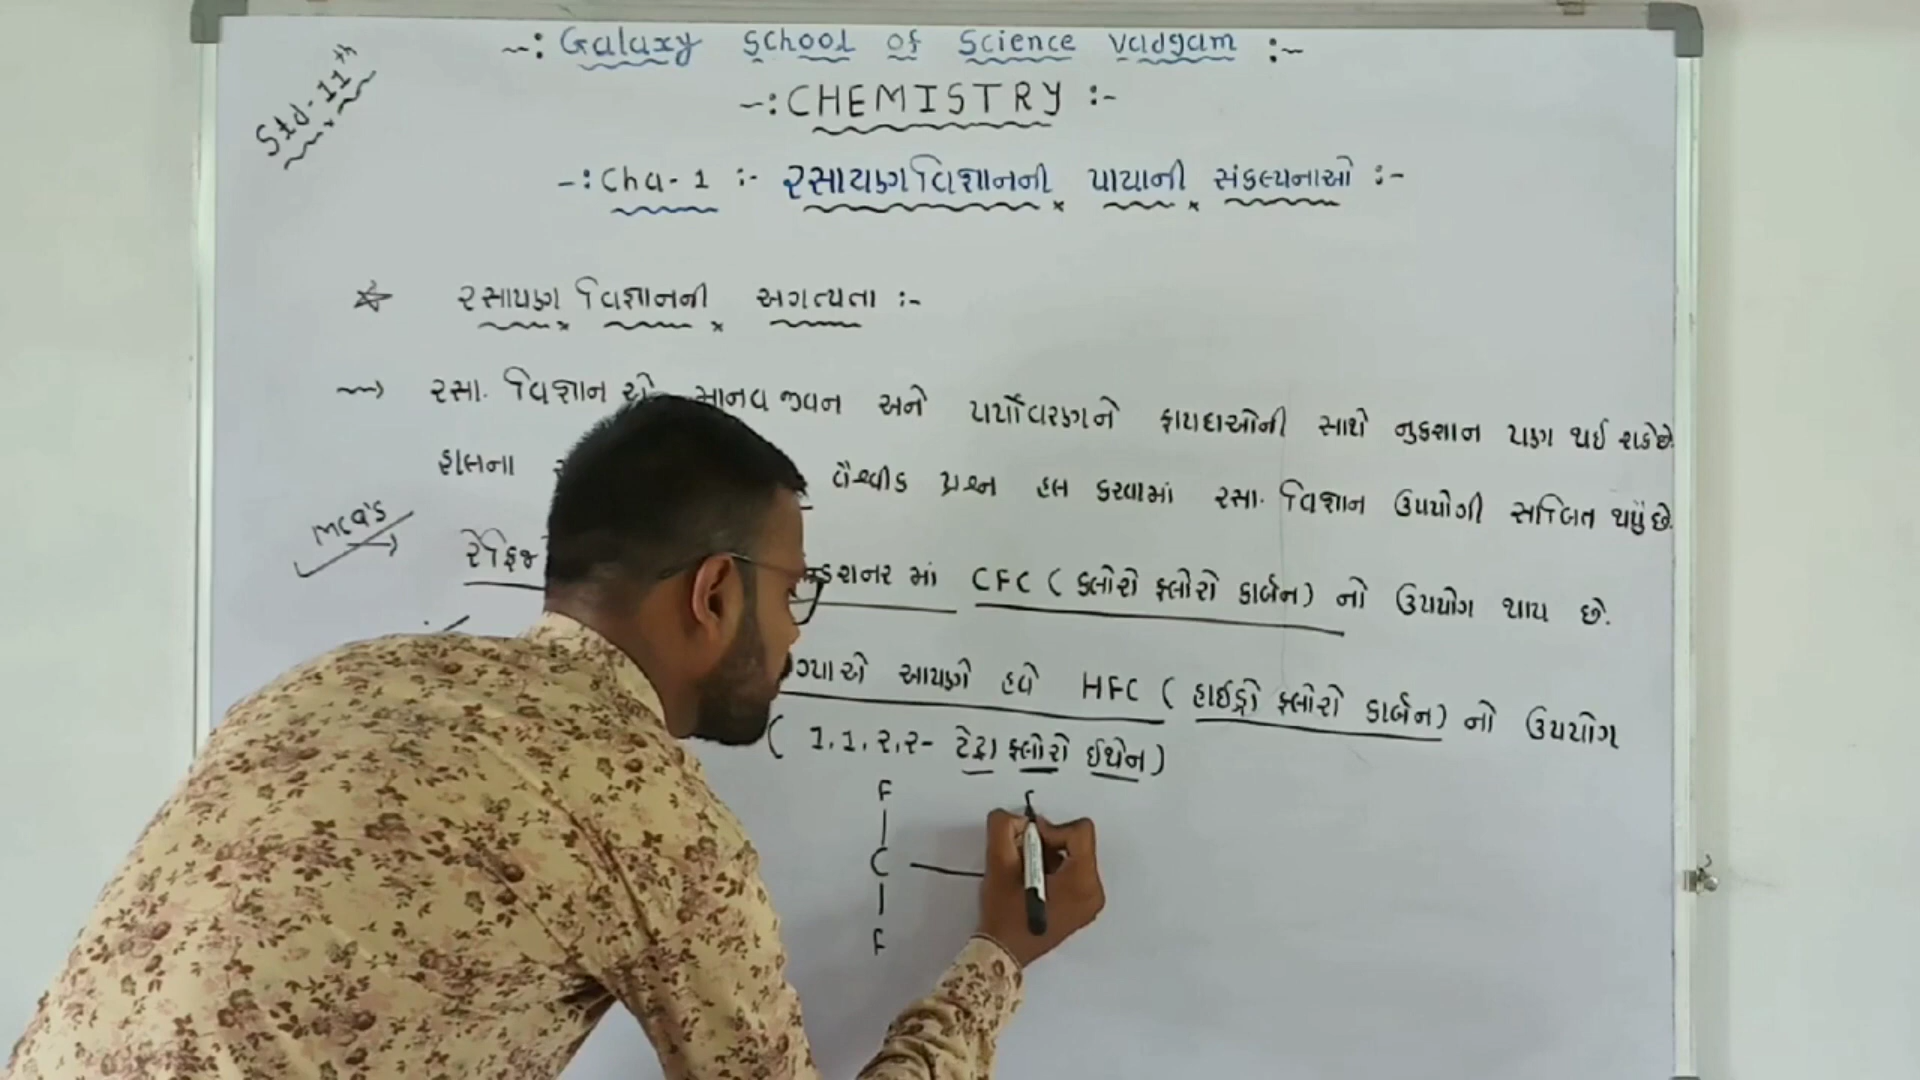 Std-11th
~: Galaxy School of Science Vadgam :~
~: CHEMISTRY :~
-: Cha-1 :- રસાયણવિજ્ઞાનની પાયાની સંકલ્પનાઓ :-
☆ રસાયણ વિજ્ઞાનની અગત્યતા :-
રસા. વિજ્ઞાન એ માનવજીવન અને પર્યાવરણને ફાયદાઓની સાથે નુકશાન પણ થઈ શકે છે.
હાલના વૈશ્વીક પ્રશ્ન હલ કરવામાં રસા. વિજ્ઞાન ઉપયોગી સાબિત થયું છે.
MCQ's
રેફ્રિજ ડીશનર માં CFC ( ક્લોરો ફ્લોરો કાર્બન) નો ઉપયોગ થાય છે.
ગ્યાએ આપણે હવે HFC ( હાઈડ્રો ફ્લોરો કાર્બન) નો ઉપયોગ
( 1,1,2,2- ટેટ્રા ફ્લોરો ઈથેન)
F
C
F